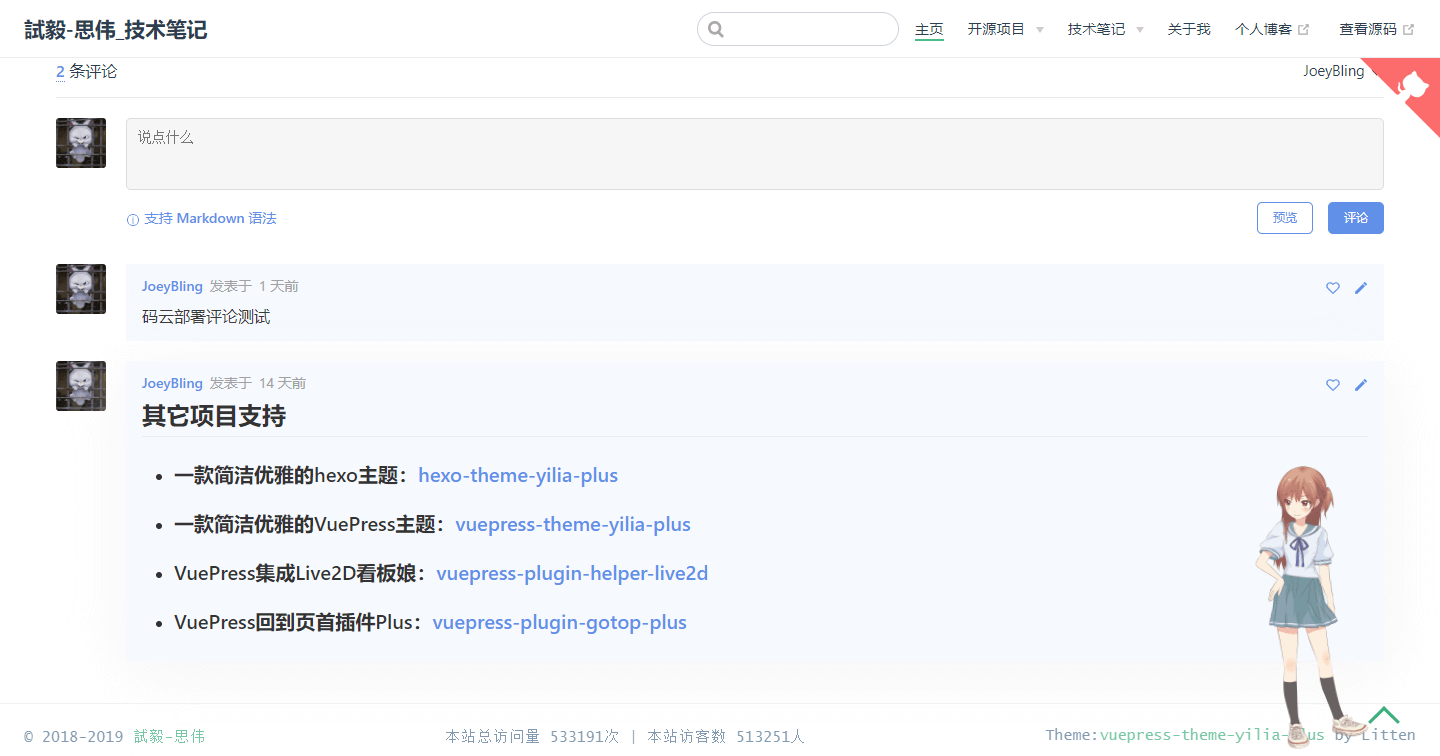 試毅-思伟_技术笔记
主页 开源项目 技术笔记 关于我 个人博客 查看源码
2 条评论 JoeyBling
说点什么
支持 Markdown 语法 预览 评论
JoeyBling 发表于 1 天前
码云部署评论测试
JoeyBling 发表于 14 天前
其它项目支持
• 一款简洁优雅的hexo主题：hexo-theme-yilia-plus
• 一款简洁优雅的VuePress主题：vuepress-theme-yilia-plus
• VuePress集成Live2D看板娘：vuepress-plugin-helper-live2d
• VuePress回到页首插件Plus：vuepress-plugin-gotop-plus
© 2018-2019 試毅-思伟 本站总访问量 533191次 | 本站访客数 513251人 Theme:vuepress-theme-yilia-plus by Litten